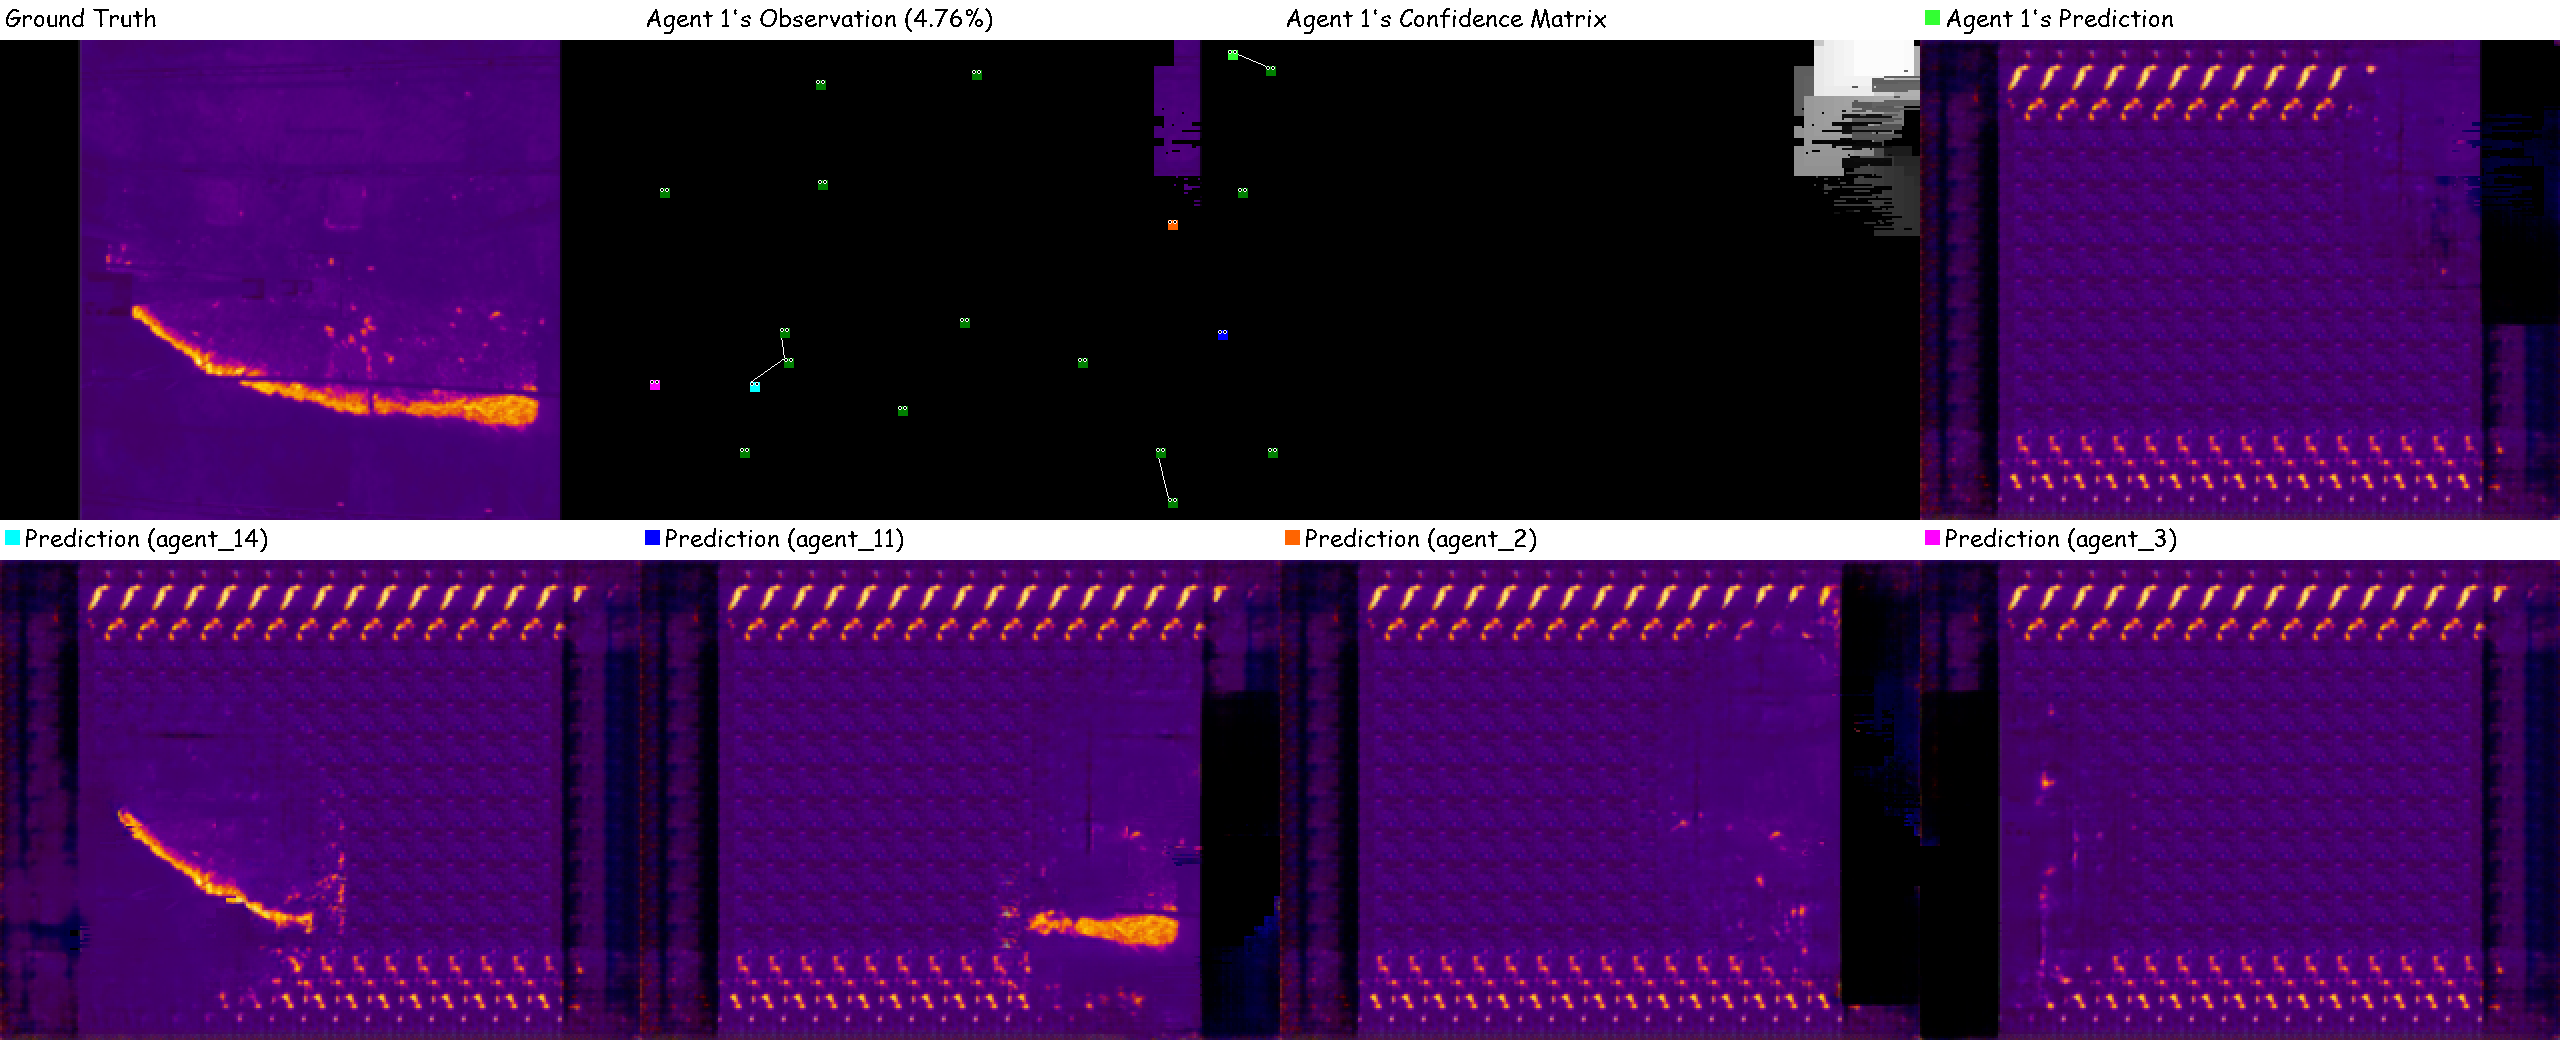 Ground Truth
Agent 1's Observation (4.76%)
Agent 1's Confidence Matrix
Agent 1's Prediction
Prediction (agent_14)
Prediction (agent_11)
Prediction (agent_2)
Prediction (agent_3)